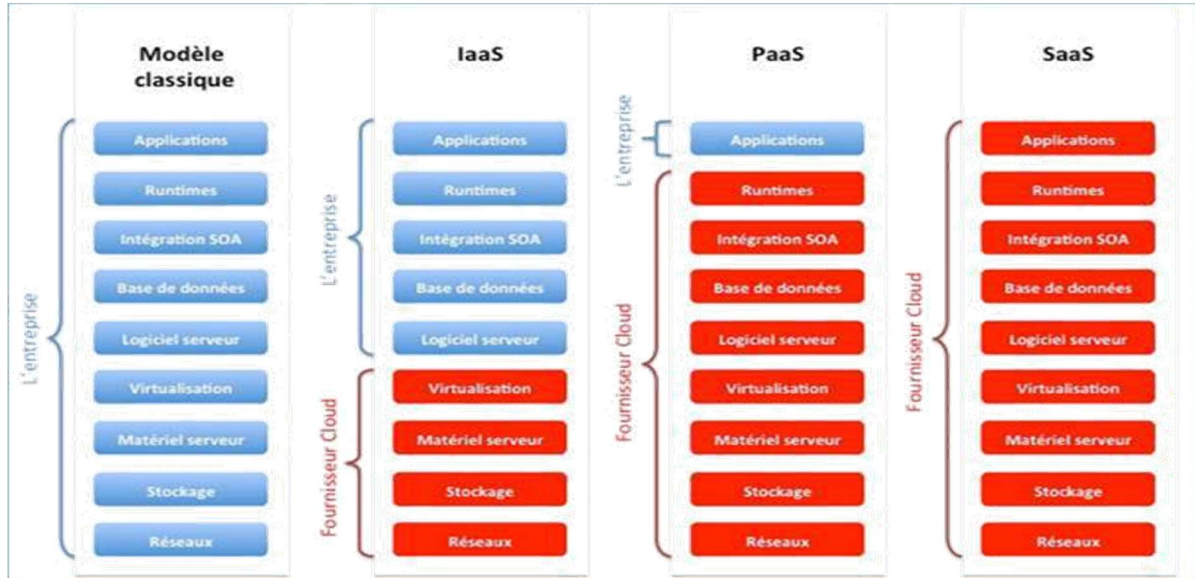 Modèle
classique
L'entreprise
Applications
Runtimes
Intégration SOA
Base de données
Logiciel serveur
Virtualisation
Matériel serveur
Stockage
Réseaux
IaaS
L'entreprise
Applications
Runtimes
Intégration SOA
Base de données
Logiciel serveur
Fournisseur Cloud
Virtualisation
Matériel serveur
Stockage
Réseaux
PaaS
L'entreprise
Applications
Fournisseur Cloud
Runtimes
Intégration SOA
Base de données
Logiciel serveur
Virtualisation
Matériel serveur
Stockage
Réseaux
SaaS
Fournisseur Cloud
Applications
Runtimes
Intégration SOA
Base de données
Logiciel serveur
Virtualisation
Matériel serveur
Stockage
Réseaux